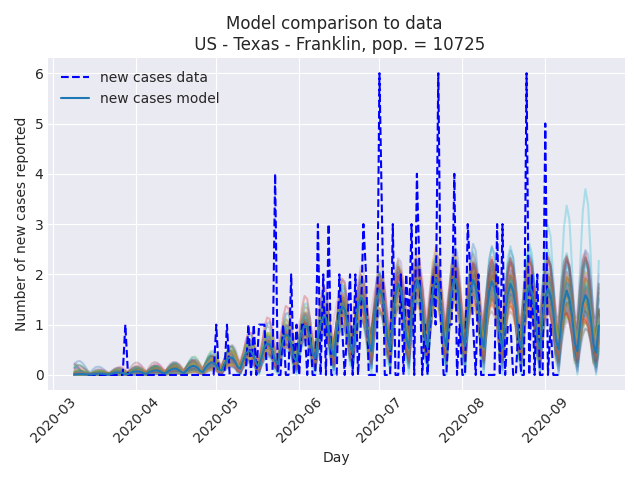 Model comparison to data
US - Texas - Franklin, pop. = 10725
new cases data
new cases model
Number of new cases reported
6
5
4
3
2
1
0
2020-03
2020-04
2020-05
2020-06
2020-07
2020-08
2020-09
Day